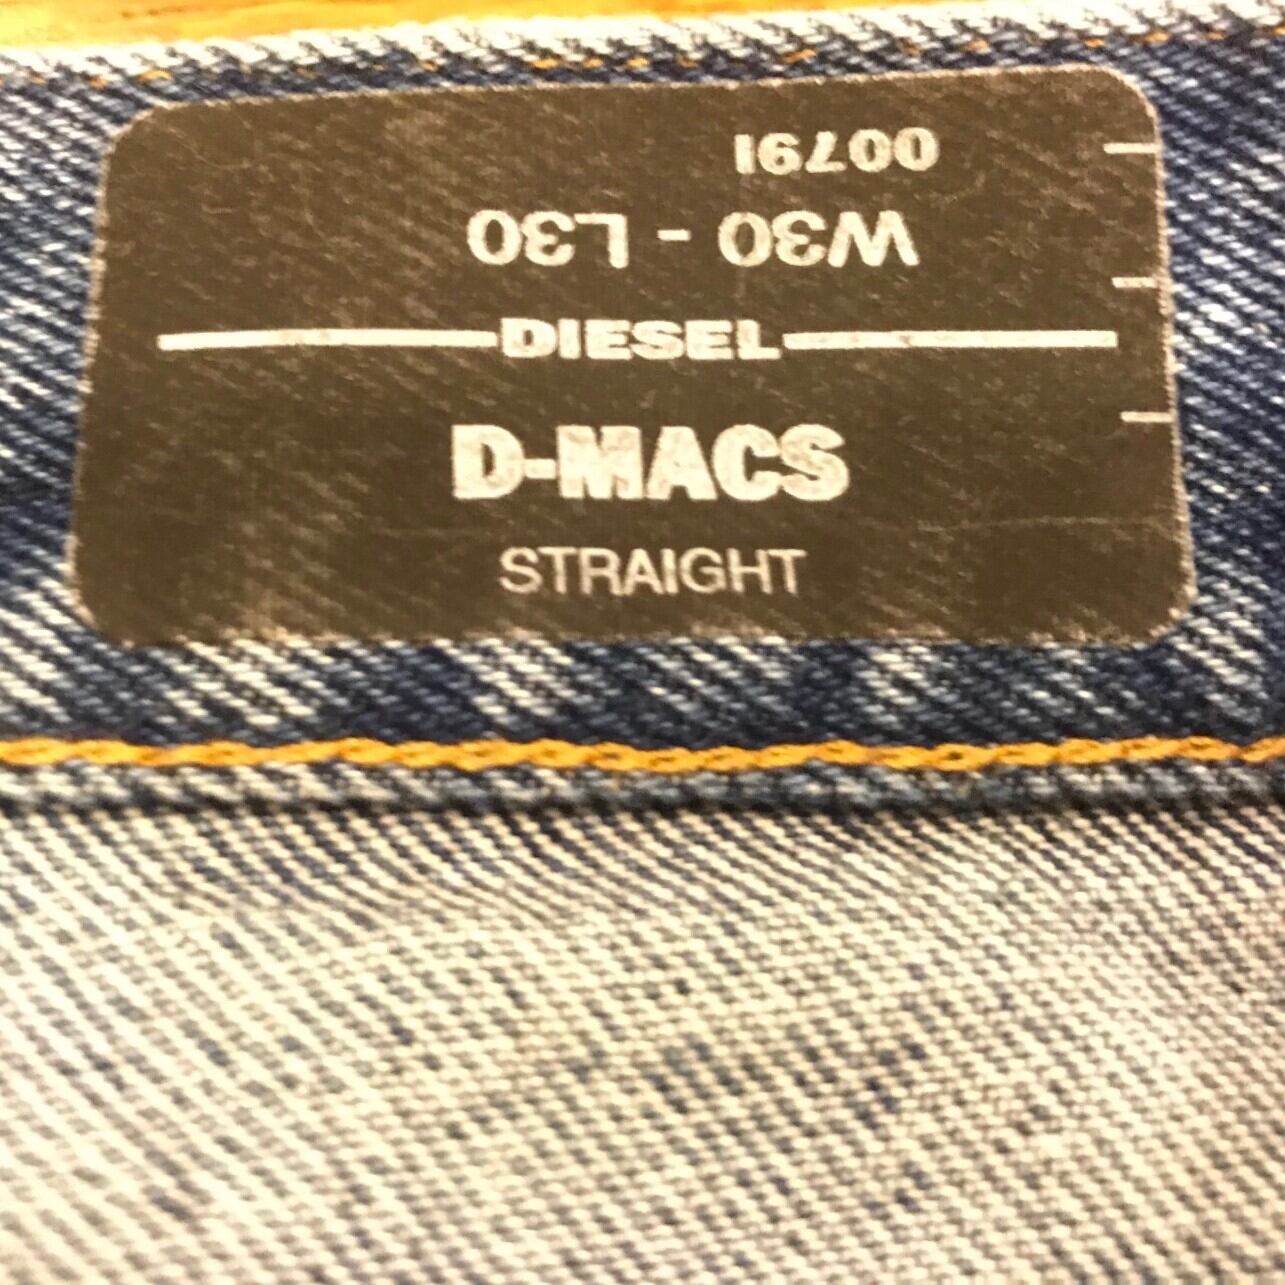 00791
W30 - L30
DIESEL
D-MACS
STRAIGHT